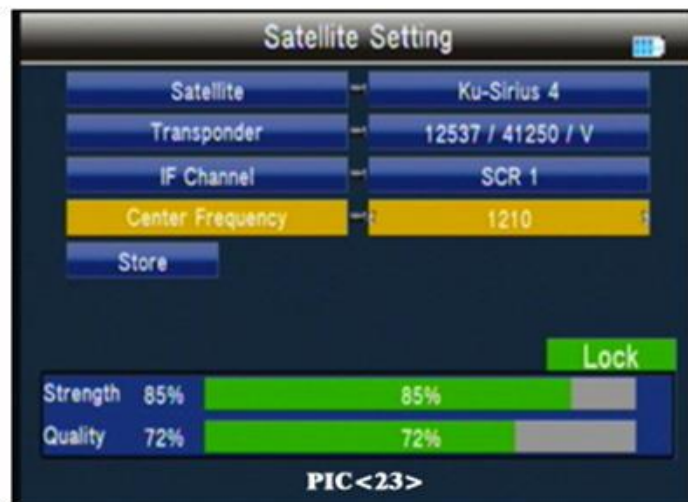 Satellite Setting
Satellite Ku-Sirius 4
Transponder 12537 / 41250 / V
IF Channel SCR 1
Center Frequency 1210
Store
Lock
Strength 85% 85%
Quality 72% 72%
PIC<23>